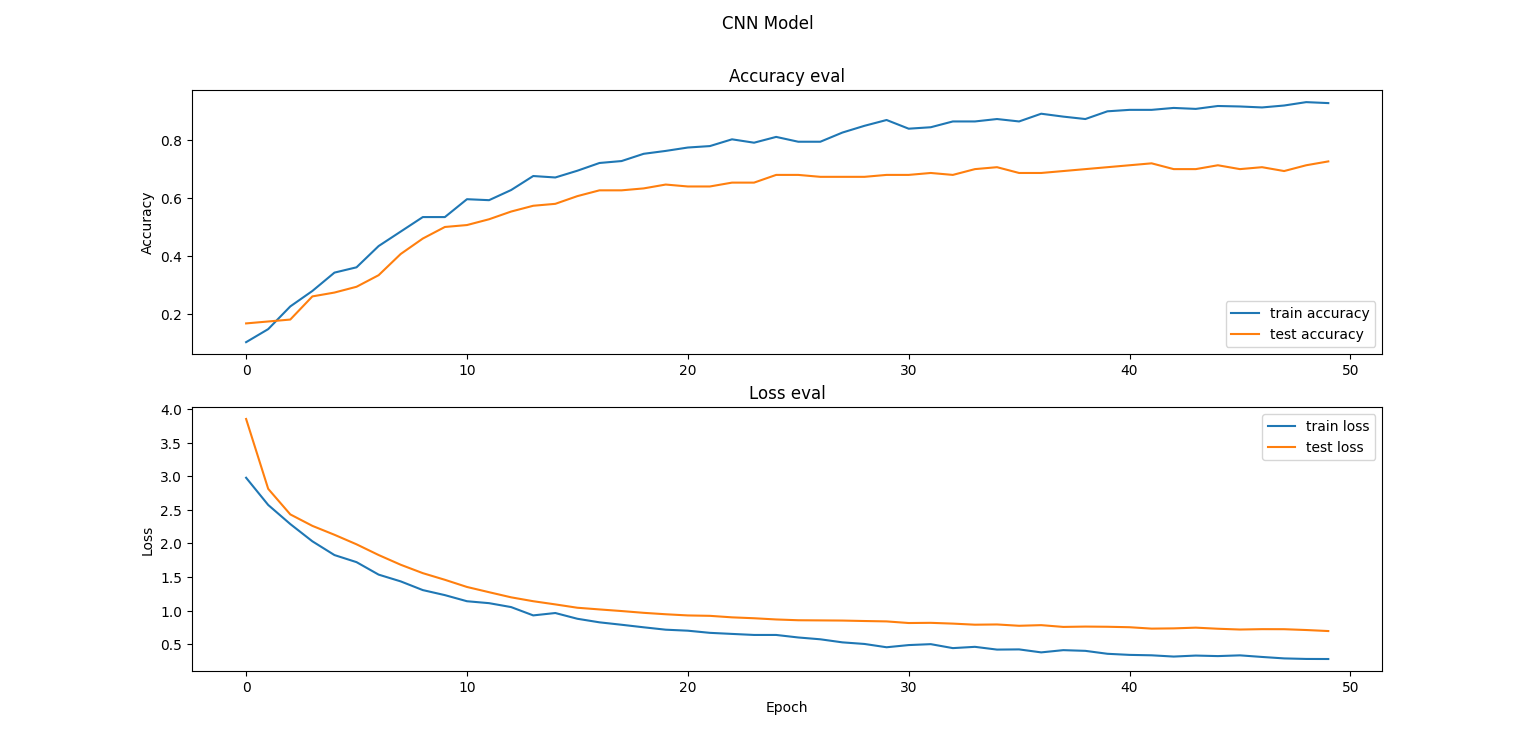 CNN Model
Accuracy eval
Accuracy
0.8
0.6
0.4
0.2
train accuracy
test accuracy
0 10 20 30 40 50
Loss eval
Loss
4.0
3.5
3.0
2.5
2.0
1.5
1.0
0.5
train loss
test loss
0 10 20 30 40 50
Epoch